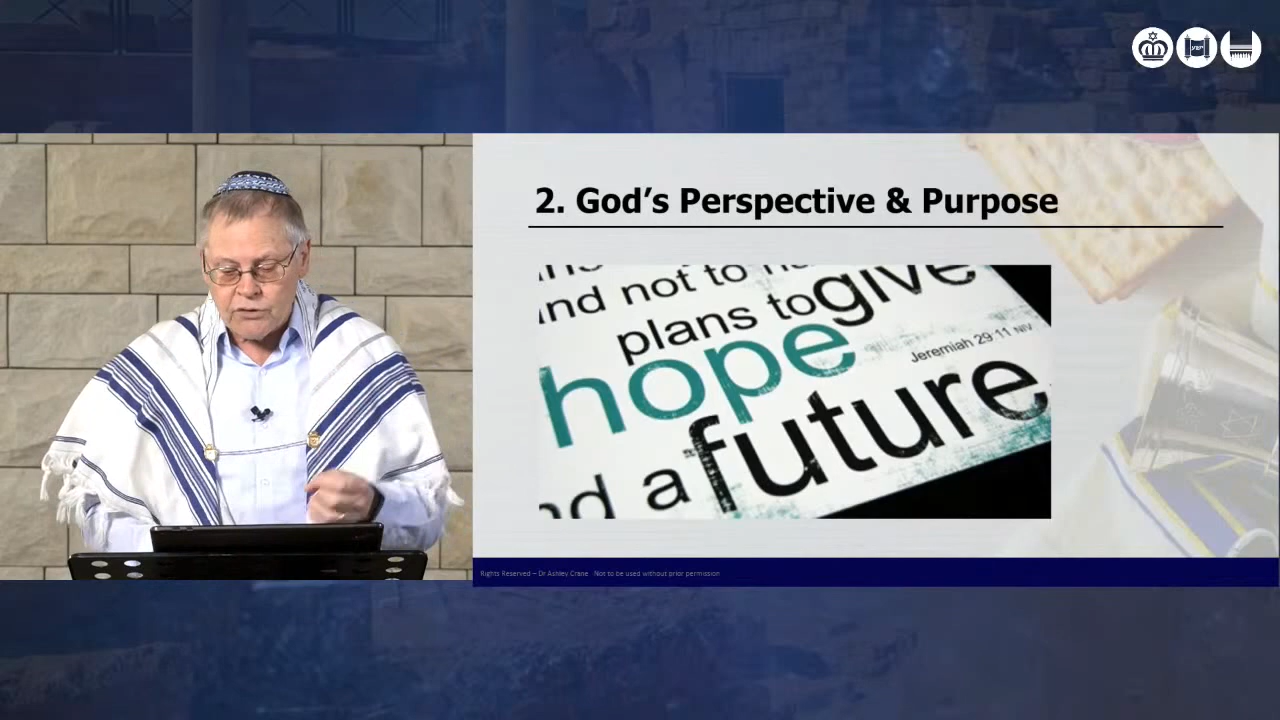 2. God's Perspective & Purpose
and not to
plans to give
hope
Jeremiah 29:11 NIV
a future
Rights Reserved – Dr Ashley Crane Not to be used without prior permission